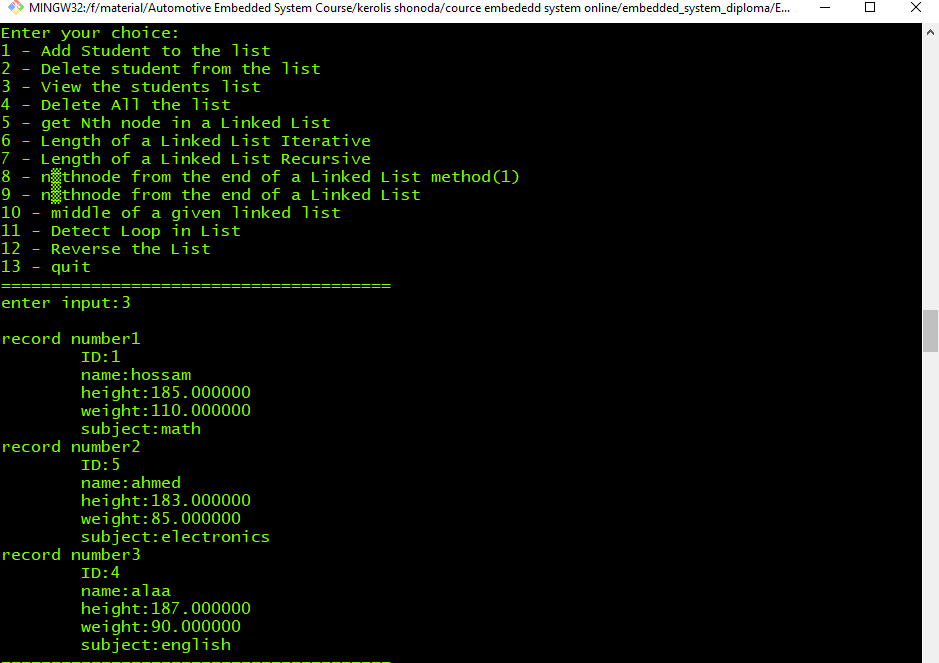 MINGW32:/f/material/Automotive Embedded System Course/kerolis shonoda/cource embededd system online/embedded_system_diploma/E...
Enter your choice:
1 - Add Student to the list
2 - Delete student from the list
3 - View the students list
4 - Delete All the list
5 - get Nth node in a Linked List
6 - Length of a Linked List Iterative
7 - Length of a Linked List Recursive
8 - n▒thnode from the end of a Linked List method(1)
9 - n▒thnode from the end of a Linked List
10 - middle of a given linked list
11 - Detect Loop in List
12 - Reverse the List
13 - quit
=======================================
enter input:3
record number1
ID:1
name:hossam
height:185.000000
weight:110.000000
subject:math
record number2
ID:5
name:ahmed
height:183.000000
weight:85.000000
subject:electronics
record number3
ID:4
name:alaa
height:187.000000
weight:90.000000
subject:english
=======================================